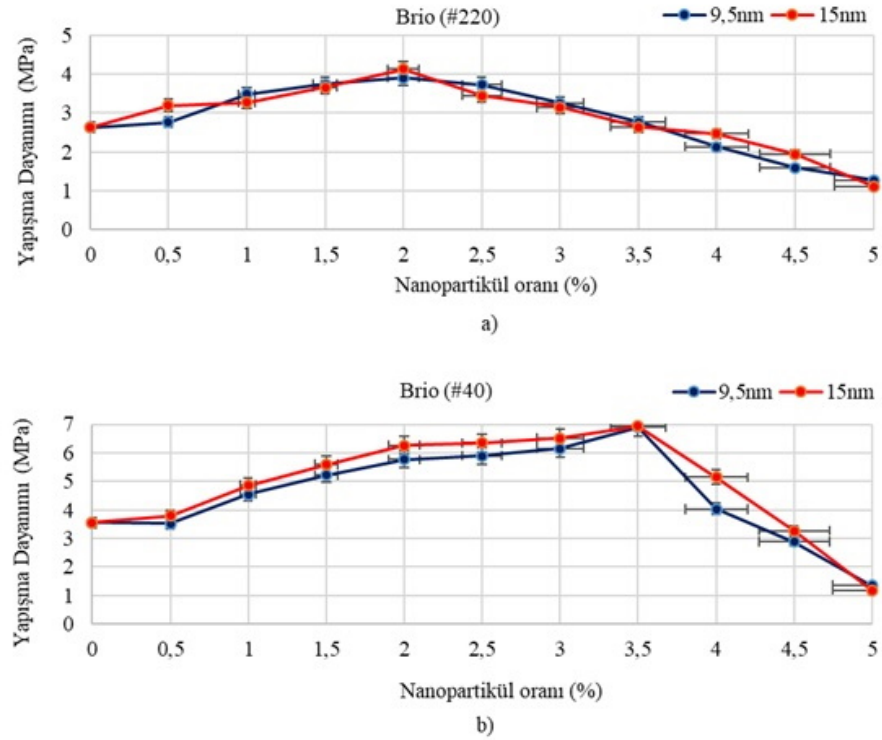 Brio (#220)
9,5nm
15nm
Yapışma Dayanımı (MPa)
5
4
3
2
1
0
0 0,5 1 1,5 2 2,5 3 3,5 4 4,5 5
Nanopartikül oranı (%)
a)
Brio (#40)
9,5nm
15nm
Yapışma Dayanımı (MPa)
7
6
5
4
3
2
1
0
0 0,5 1 1,5 2 2,5 3 3,5 4 4,5 5
Nanopartikül oranı (%)
b)